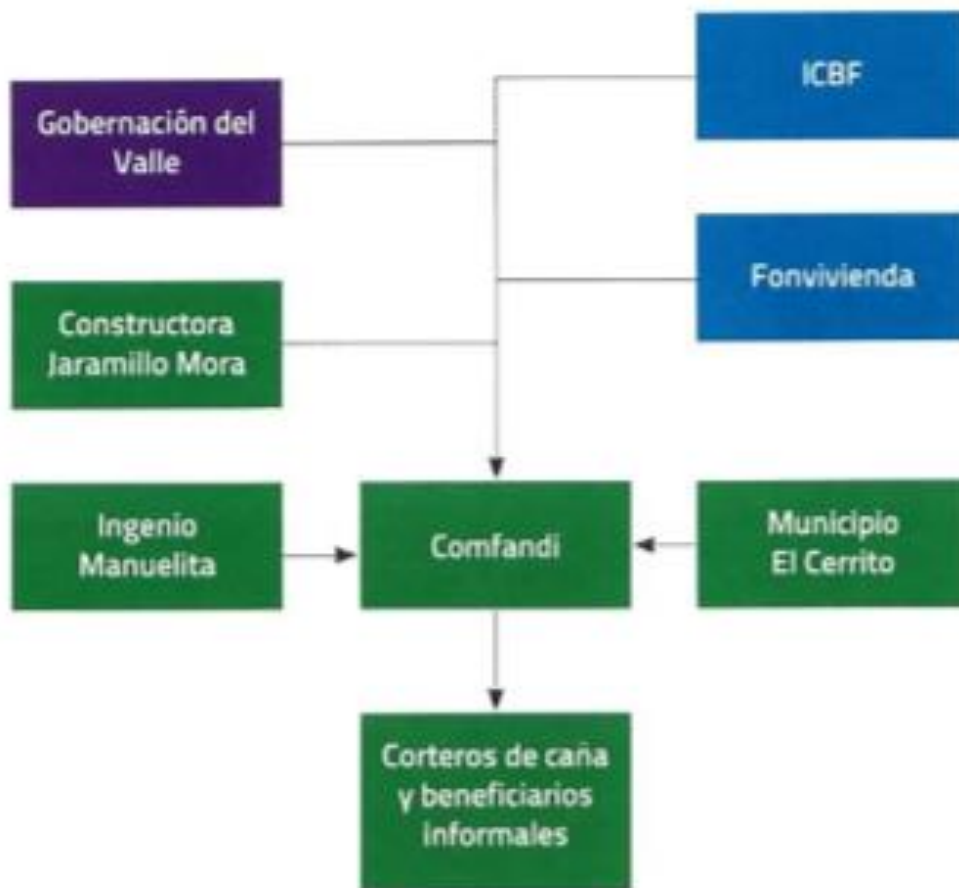 Gobernación del
Valle
ICBF
Constructora
Jaramillo Mora
Fonvivienda
Ingenio
Manuelita
Comfandi
Municipio
El Cerrito
Corteros de caña
y beneficiarios
informales